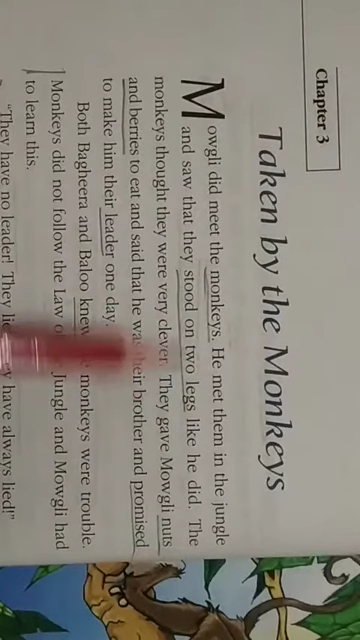 Chapter 3
Taken by the Monkeys
Mowgli did meet the monkeys. He met them in the jungle
and saw that they stood on two legs like he did. The
monkeys thought they were very clever. They gave Mowgli nuts
and berries to eat and said that he was their brother and promised
to make him their leader one day.
Both Bagheera and Baloo knew monkeys were trouble.
Monkeys did not follow the Law Jungle and Mowgli had
to learn this.
"They have no leader! They have always lied!"